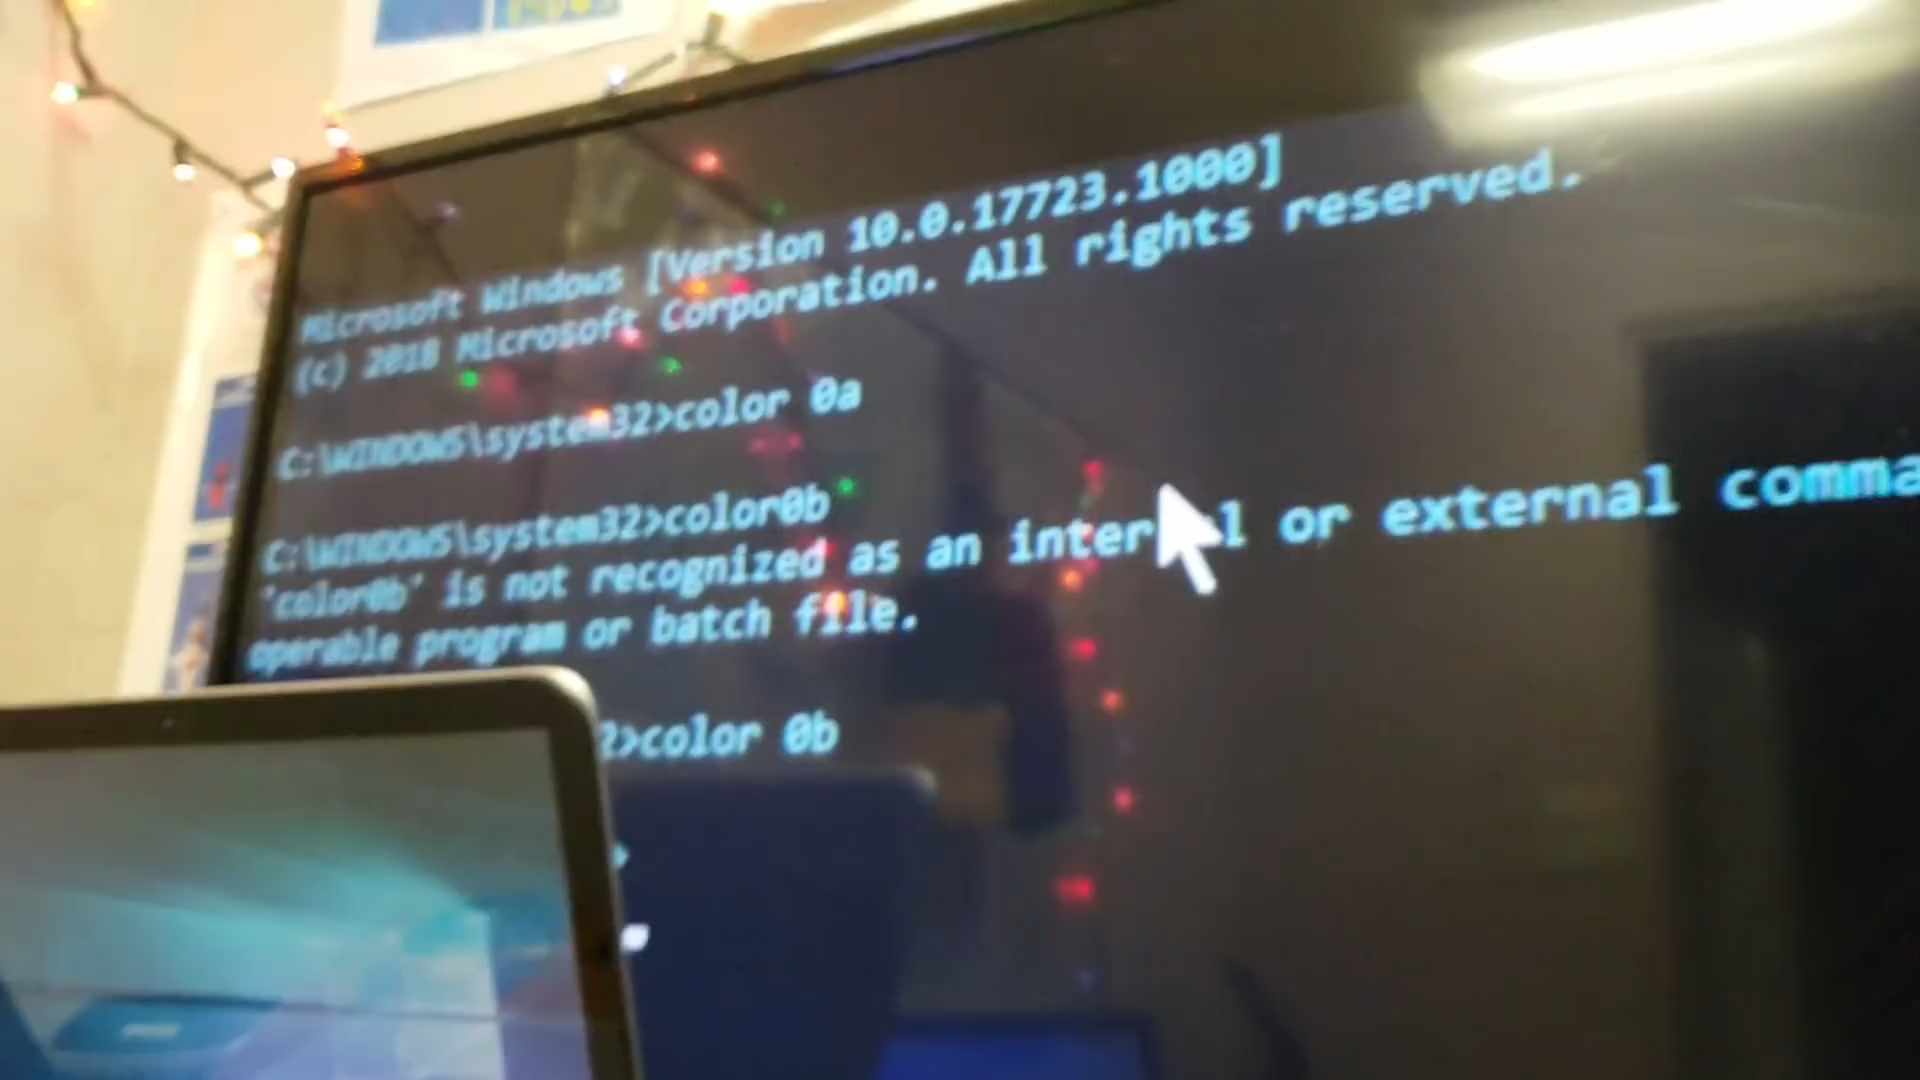 Microsoft Windows [Version 10.0.17723.1000]
(c) 2018 Microsoft Corporation. All rights reserved.
C:\WINDOWS\system32>color 0a
C:\WINDOWS\system32>color0b
'color0b' is not recognized as an internal or external comma
operable program or batch file.
2>color 0b
>